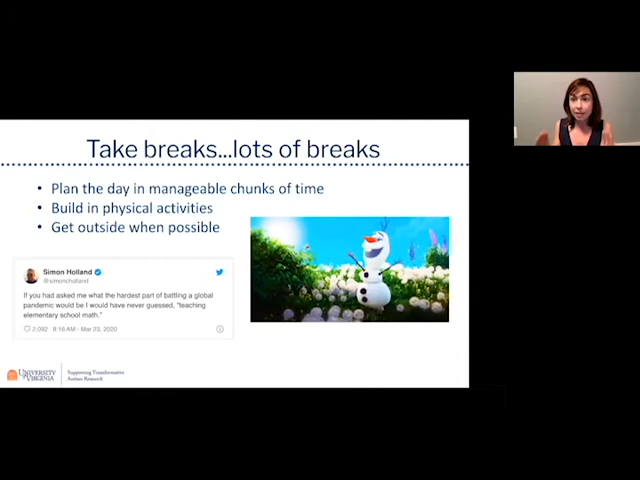 Take breaks...lots of breaks
• Plan the day in manageable chunks of time
• Build in physical activities
• Get outside when possible
Simon Holland
@simoncholland
If you had asked me what the hardest part of battling a global
pandemic would be I would have never guessed, "teaching
elementary school math."
2,092 8:16 AM - Mar 23, 2020
UNIVERSITY
of VIRGINIA
Supporting Transformative
Autism Research